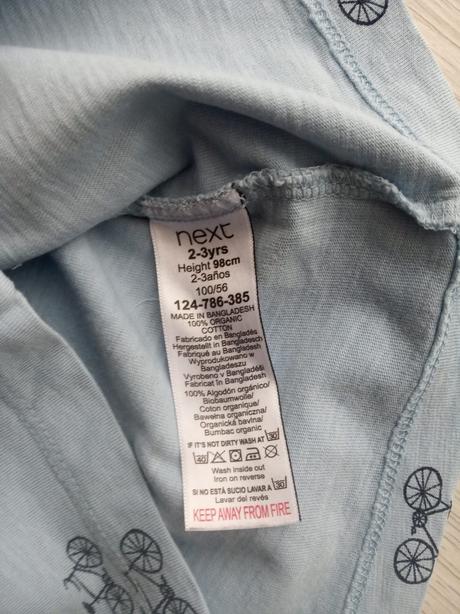 next
2-3yrs
Height 98cm
2-3años
100/56
124-786-385
MADE IN BANGLADESH
100% ORGANIC
COTTON
Fabricado en Bangladés
Hergestellt in Bangladesch
Fabriqué au Bangladesh
Wyprodukowano w
Bangladeszu
Vyrobeno v Bangladéši
Fabricat în Bangladesh
100% Algodón orgánico/
Biobaumwolle/
Coton organique/
Bawełna organiczna/
Organická bavlna/
Bumbac organic
IF IT'S NOT DIRTY WASH AT 30
40
Wash inside out
Iron on reverse
SI NO ESTÁ SUCIO LAVAR A 30
Lavar del revés
KEEP AWAY FROM FIRE